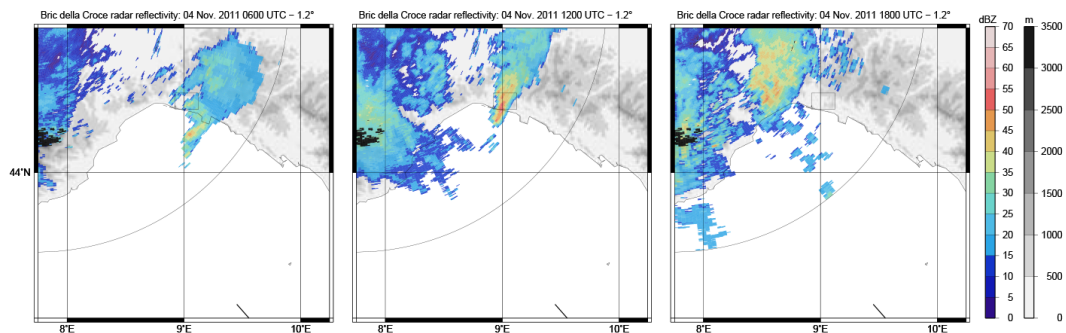 Bric della Croce radar reflectivity: 04 Nov. 2011 0600 UTC − 1.2°
Bric della Croce radar reflectivity: 04 Nov. 2011 1200 UTC − 1.2°
Bric della Croce radar reflectivity: 04 Nov. 2011 1800 UTC − 1.2°
dBZ
m
70
65
60
55
50
45
40
35
30
25
20
15
10
5
0
3500
3000
2500
2000
1500
1000
500
0
44°N
8°E
9°E
10°E
8°E
9°E
10°E
8°E
9°E
10°E